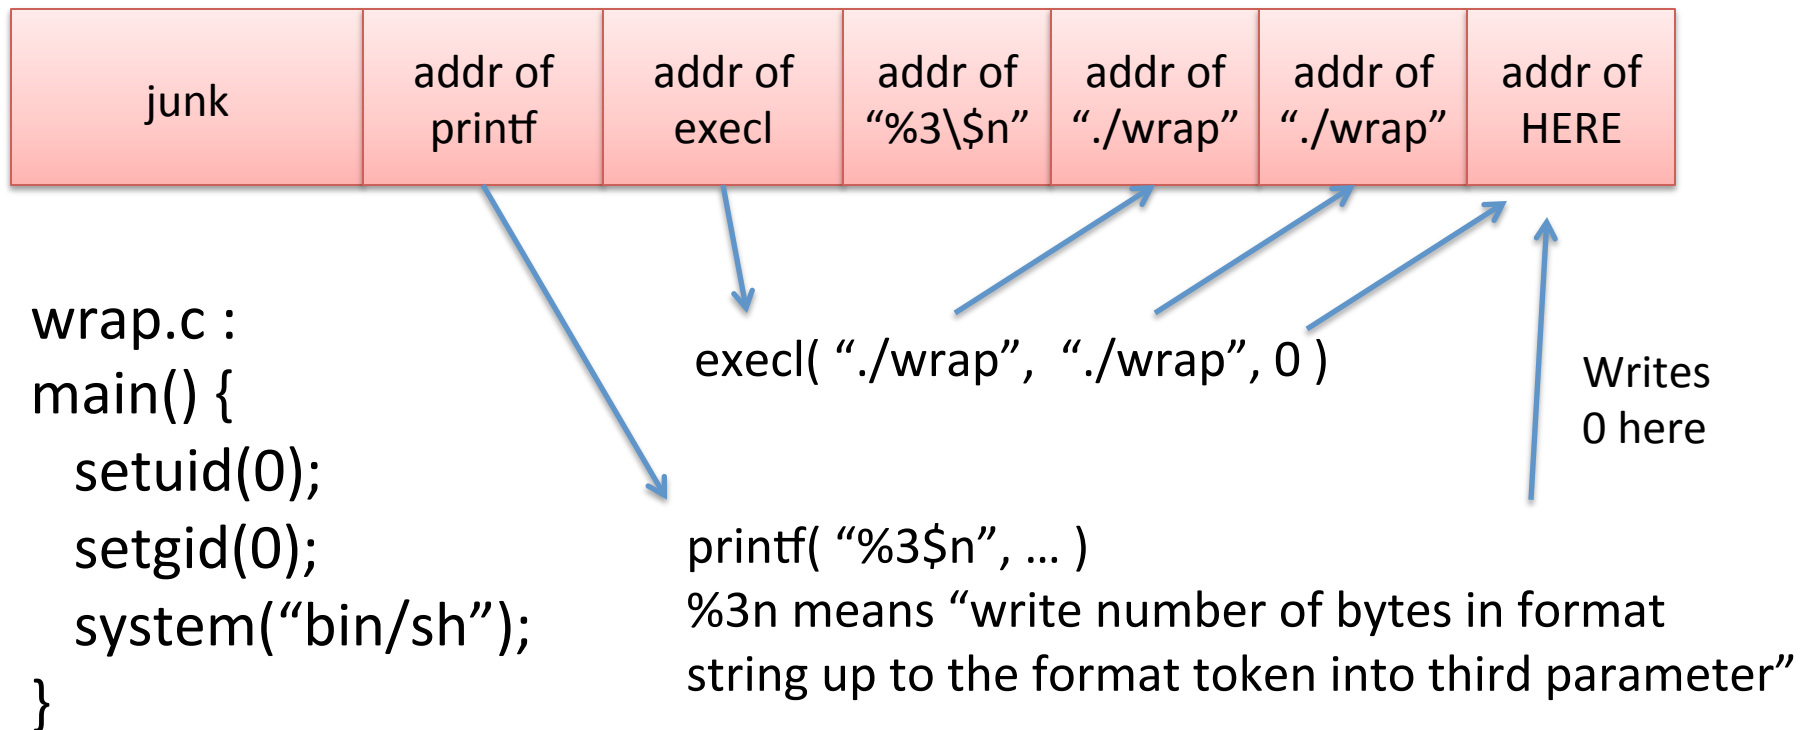 junk
addr of
printf
addr of
execl
addr of
“%3\$n”
addr of
“./wrap”
addr of
“./wrap”
addr of
HERE
wrap.c :
main() {
setuid(0);
setgid(0);
system(“bin/sh”);
}
execl( “./wrap”, “./wrap”, 0 )
Writes
0 here
printf( “%3$n”, … )
%3n means “write number of bytes in format
string up to the format token into third parameter”